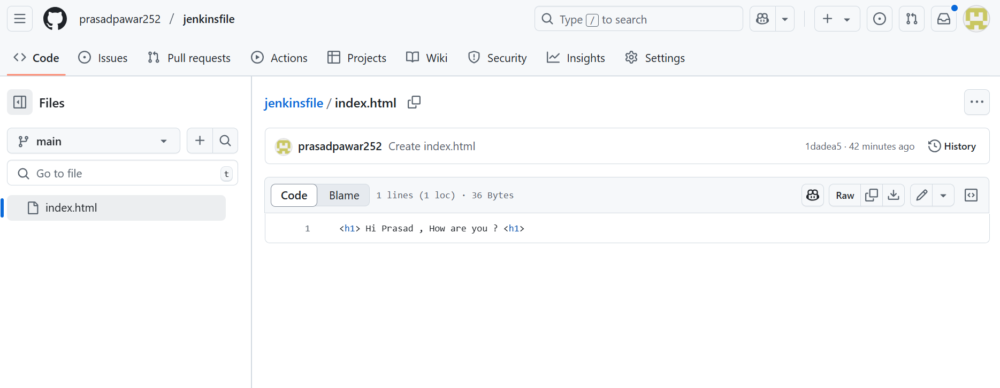 prasadpawar252 / jenkinsfile
Type / to search
Code Issues Pull requests Actions Projects Wiki Security Insights Settings
Files
main
Go to file t
index.html
jenkinsfile / index.html
prasadpawar252 Create index.html 1dadea5 · 42 minutes ago History
Code Blame 1 lines (1 loc) · 36 Bytes Raw
1 <h1> Hi Prasad , How are you ? <h1>